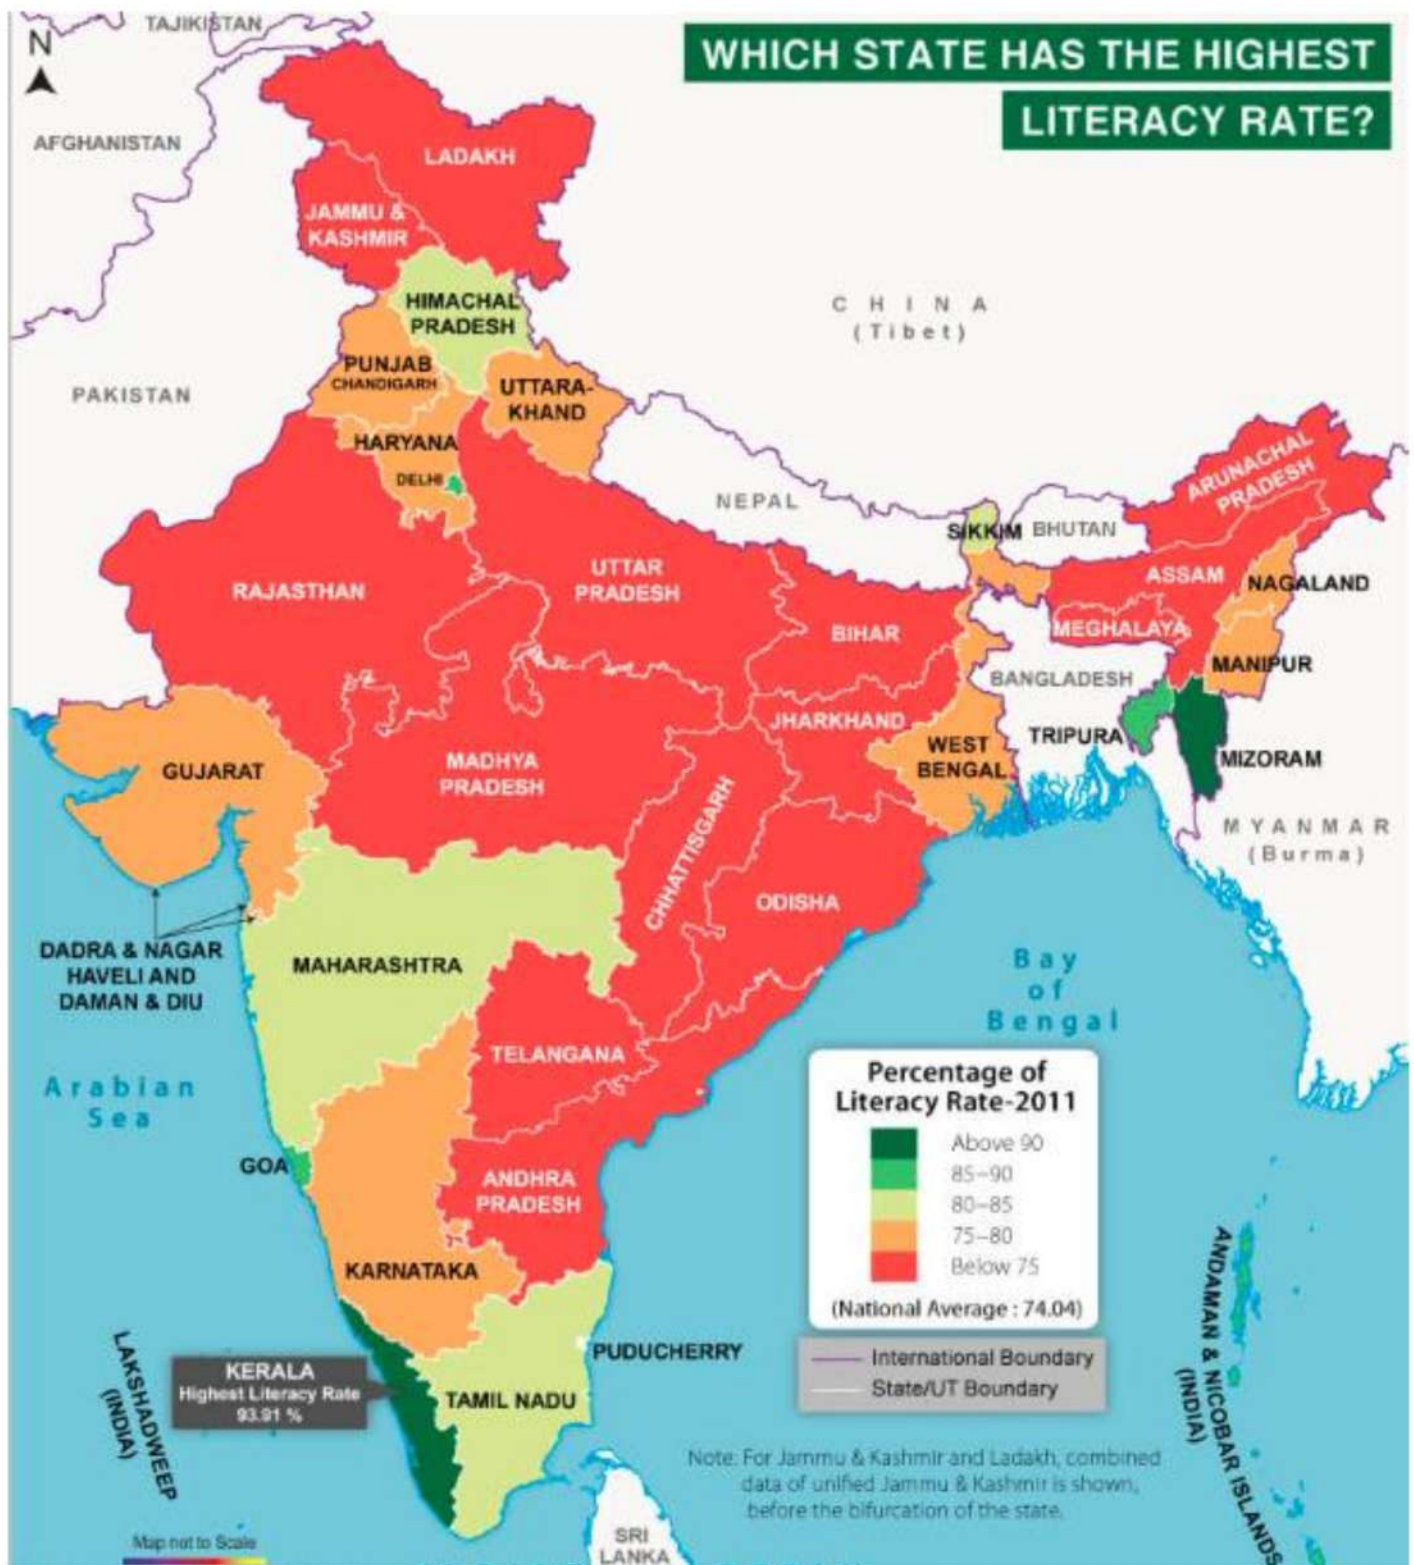 WHICH STATE HAS THE HIGHEST
LITERACY RATE?
N
TAJIKISTAN
AFGHANISTAN
LADAKH
JAMMU &
KASHMIR
HIMACHAL
PRADESH
C H I N A
(Tibet)
PUNJAB
CHANDIGARH
PAKISTAN
UTTARA-
KHAND
HARYANA
DELHI
NEPAL
SIKKIM
BHUTAN
ARUNACHAL
PRADESH
RAJASTHAN
UTTAR
PRADESH
ASSAM
NAGALAND
BIHAR
MEGHALAYA
MANIPUR
BANGLADESH
JHARKHAND
TRIPURA
MIZORAM
GUJARAT
MADHYA
PRADESH
WEST
BENGAL
CHHATTISGARH
MYANMAR
(Burma)
ODISHA
DADRA & NAGAR
HAVELI AND
DAMAN & DIU
MAHARASHTRA
Bay
of
Bengal
TELANGANA
Arabian
Sea
Percentage of
Literacy Rate-2011
Above 90
85-90
80-85
75-80
Below 75
(National Average : 74.04)
International Boundary
State/UT Boundary
GOA
ANDHRA
PRADESH
KARNATAKA
KERALA
Highest Literacy Rate
93.91 %
LAKSHADWEEP
(INDIA)
PUDUCHERRY
TAMIL NADU
ANDAMAN & NICOBAR ISLANDS
(INDIA)
Note: For Jammu & Kashmir and Ladakh, combined
data of unified Jammu & Kashmir is shown,
before the bifurcation of the state.
SRI
LANKA
Map not to Scale